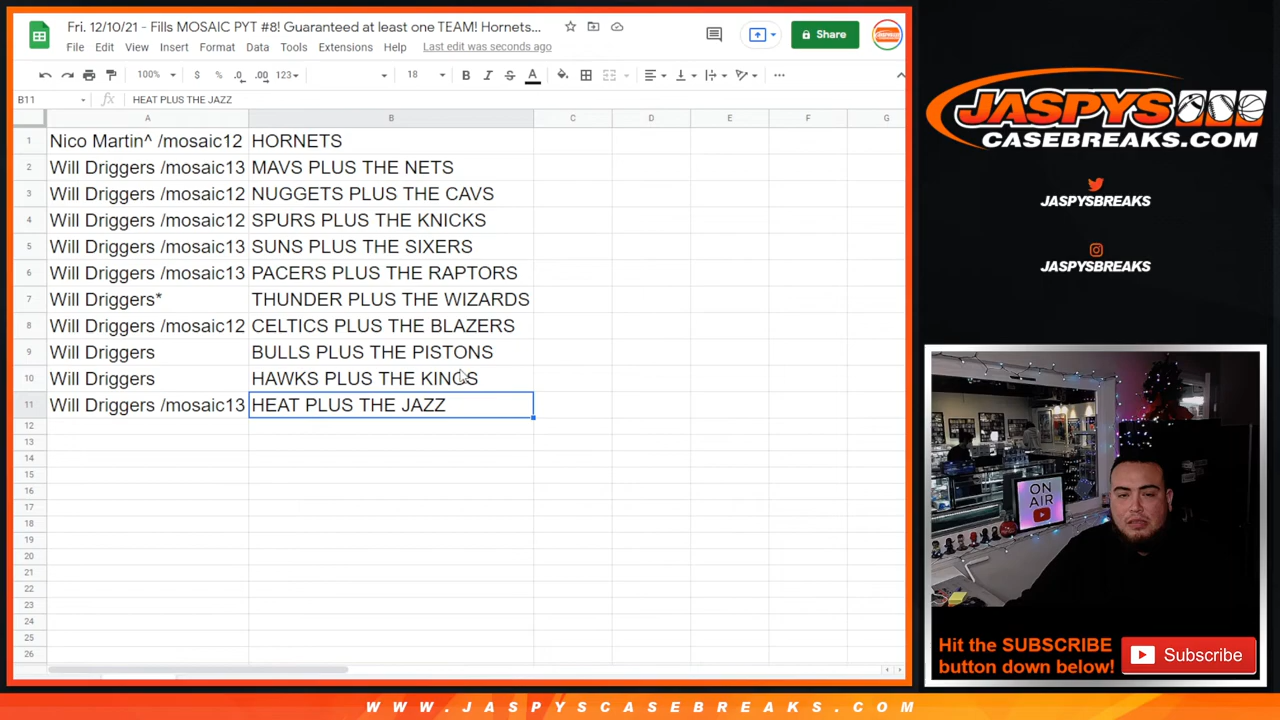 Fri. 12/10/21 - Fills MOSAIC PYT #8! Guaranteed at least one TEAM! Hornets...
File Edit View Insert Format Data Tools Extensions Help Last edit was seconds ago
Share
100% $ % .0 .00 123 18 B I S A
B11 fx HEAT PLUS THE JAZZ
A B C D E F G
1 Nico Martin^ /mosaic12 HORNETS
2 Will Driggers /mosaic13 MAVS PLUS THE NETS
3 Will Driggers /mosaic12 NUGGETS PLUS THE CAVS
4 Will Driggers /mosaic12 SPURS PLUS THE KNICKS
5 Will Driggers /mosaic13 SUNS PLUS THE SIXERS
6 Will Driggers /mosaic13 PACERS PLUS THE RAPTORS
7 Will Driggers* THUNDER PLUS THE WIZARDS
8 Will Driggers /mosaic12 CELTICS PLUS THE BLAZERS
9 Will Driggers BULLS PLUS THE PISTONS
10 Will Driggers HAWKS PLUS THE KINGS
11 Will Driggers /mosaic13 HEAT PLUS THE JAZZ
12
13
14
15
16
17
18
19
20
21
22
23
24
25
26
JASPYS
CASEBREAKS.COM
JASPYSBREAKS
JASPYSBREAKS
ON
AIR
Hit the SUBSCRIBE
button down below!
Subscribe
WWW.JASPYSCASEBREAKS.COM